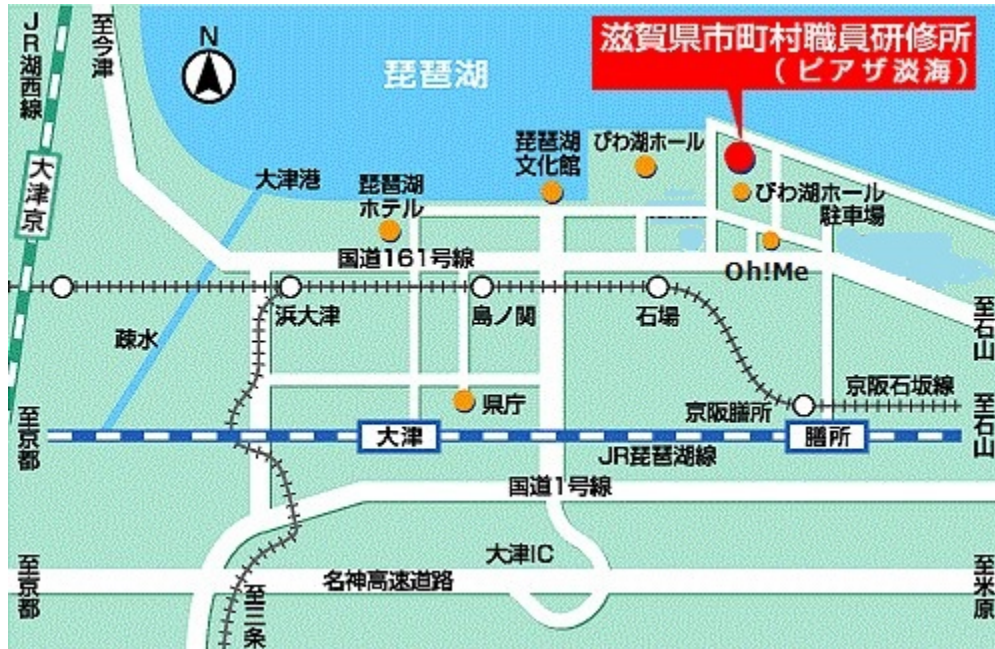 JR湖西線
至今津
N
琵琶湖
滋賀県市町村職員研修所
(ピアザ淡海)
大津京
大津港
琵琶湖
ホテル
琵琶湖
文化館
びわ湖ホール
びわ湖ホール
駐車場
国道161号線
Oh!Me
浜大津
島ノ関
石場
至石山
疎水
県庁
京阪膳所
京阪石坂線
至京都
大津
膳所
至石山
JR琵琶湖線
国道1号線
大津IC
至京都
名神高速道路
至三条
至米原